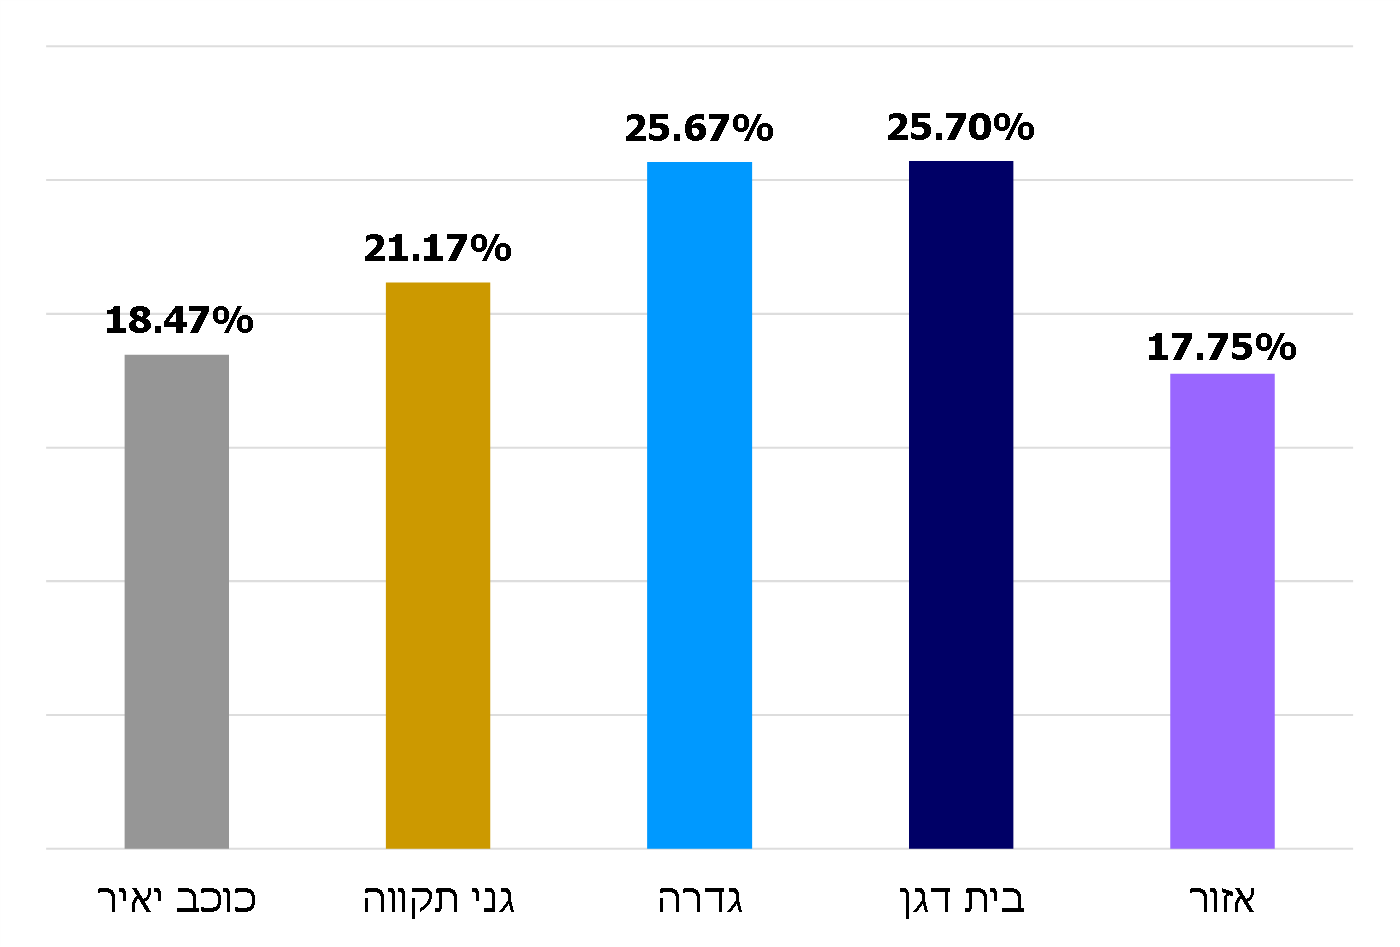 25.67%
25.70%
21.17%
18.47%
17.75%
כוכב יאיר
גני תקווה
גדרה
בית דגן
אזור